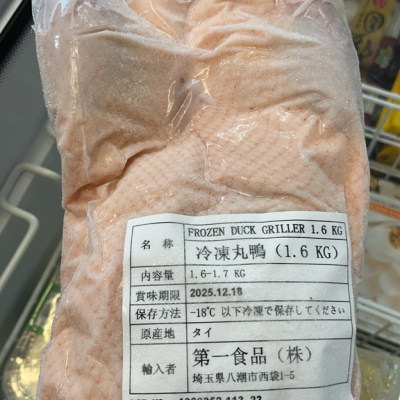 名 称 FROZEN DUCK GRILLER 1.6 KG
冷凍丸鴨 (1.6 KG)
内容量 1.6-1.7 KG
賞味期限 2025.12.18
保存方法 -18℃ 以下冷凍で保存してください
原産地 タイ
輸入者 第一食品（株）
埼玉県八潮市西袋1-5